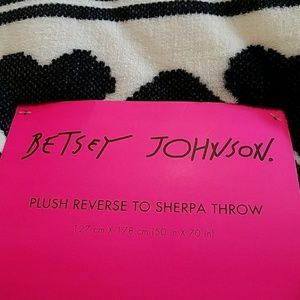 BETSEY JOHNSON.
PLUSH REVERSE TO SHERPA THROW
127 cm X 178 cm (50 in X 70 in)